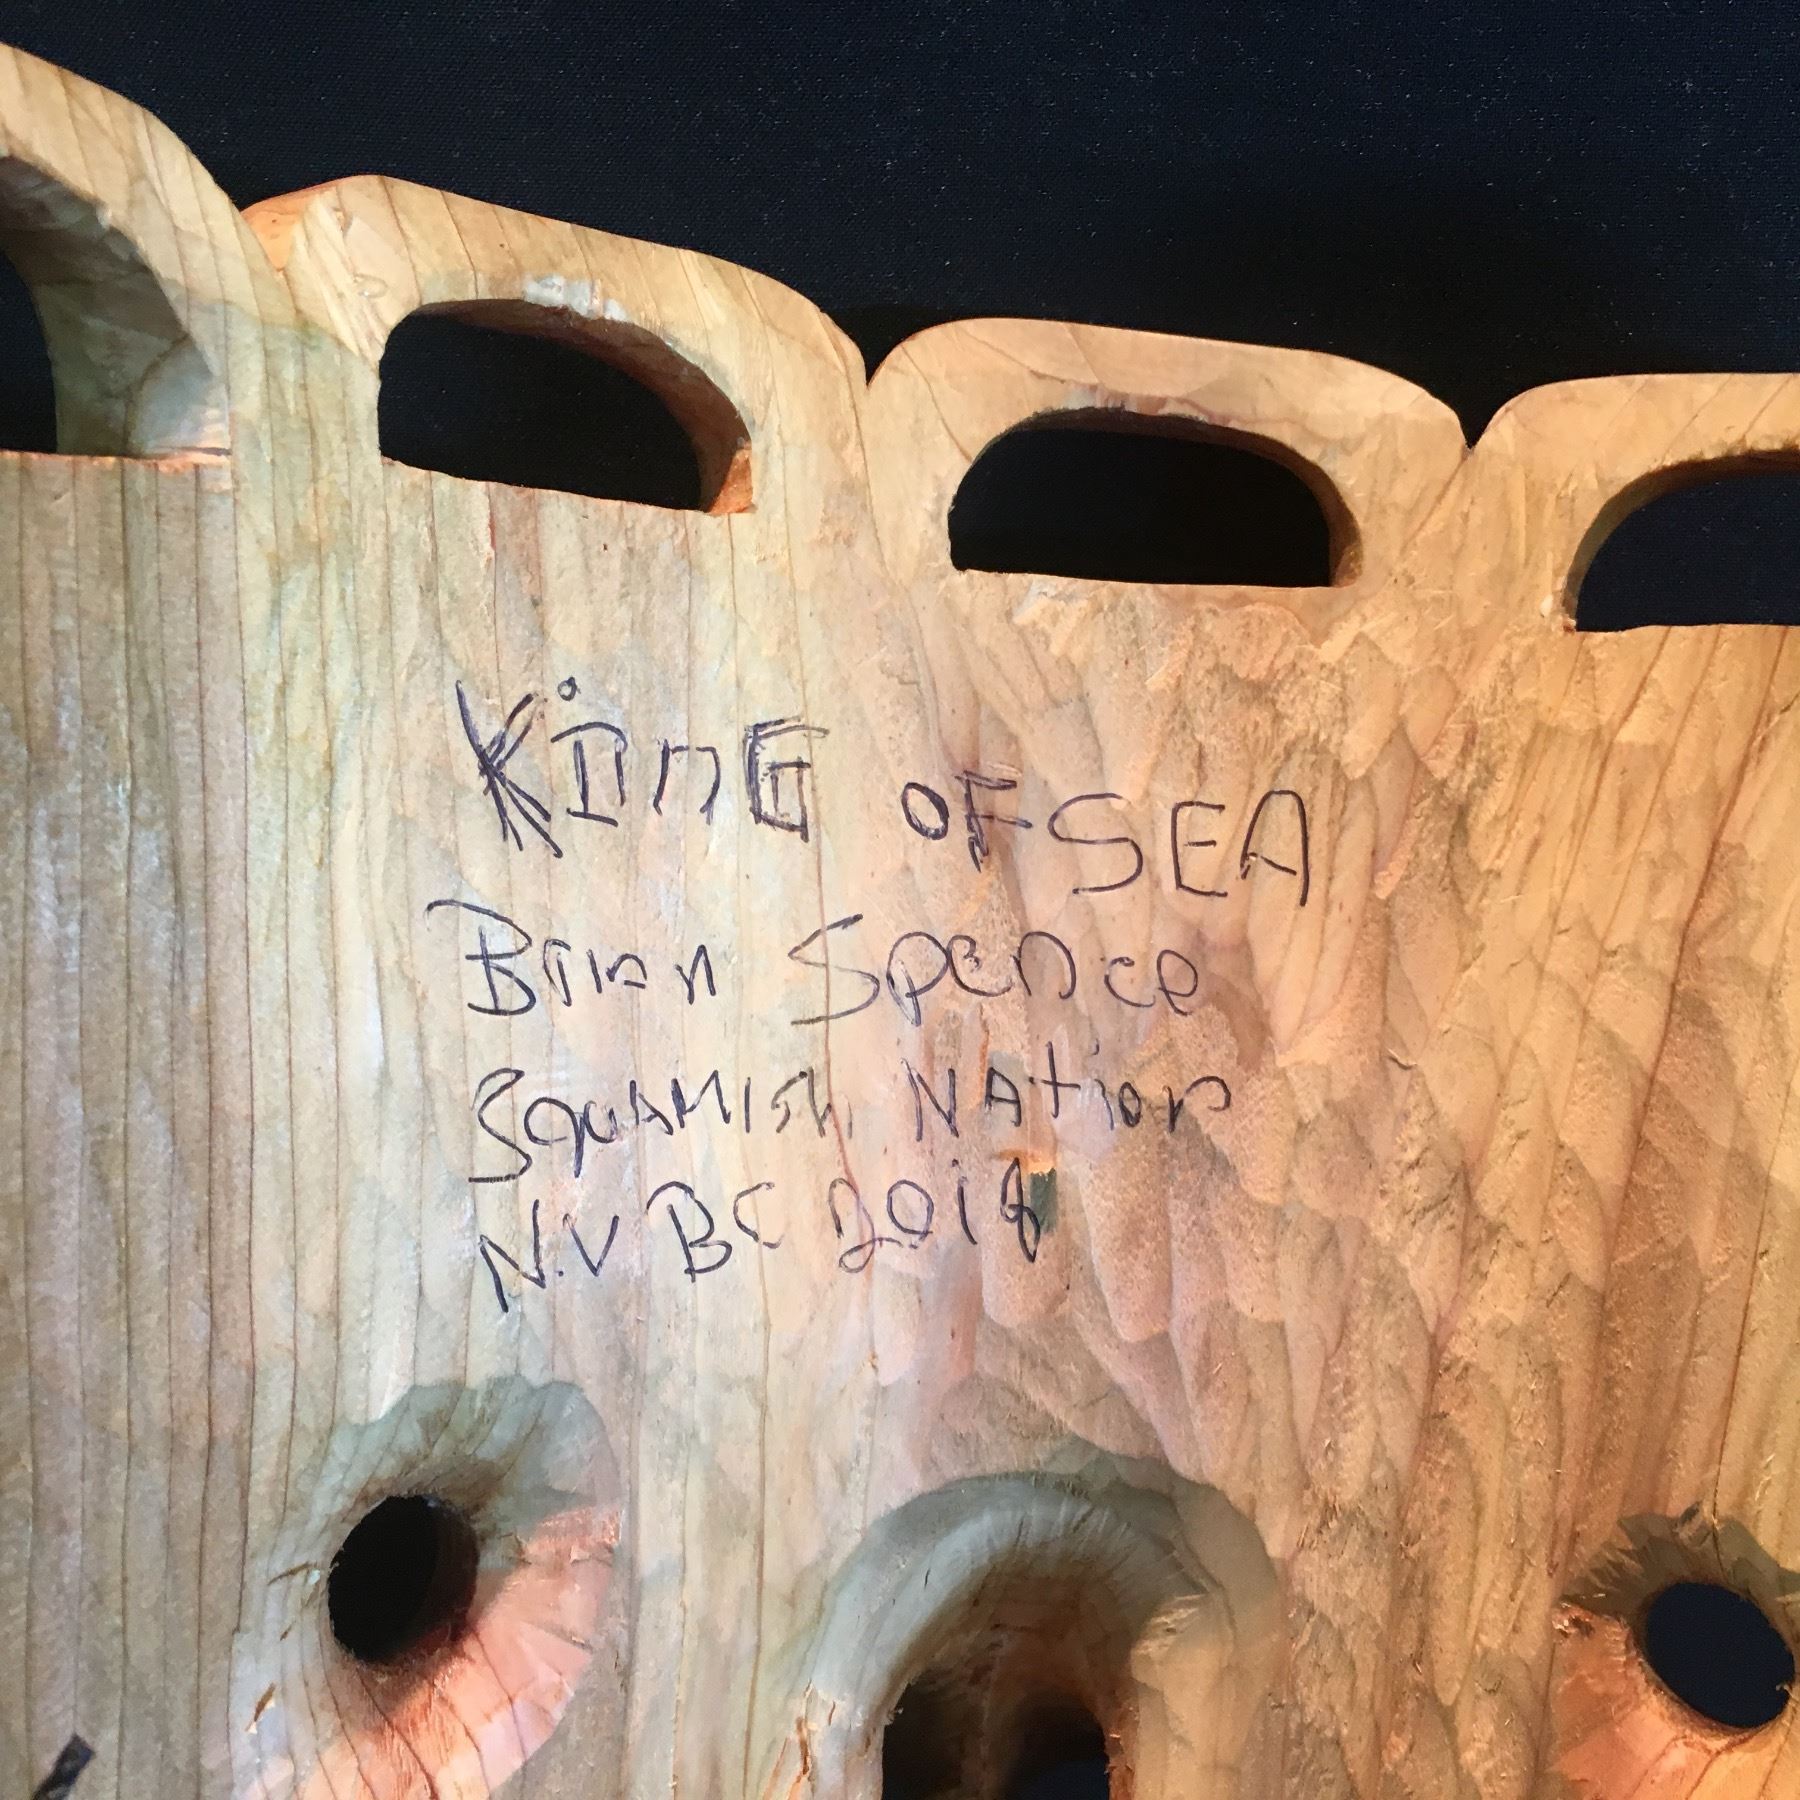 KinG OF SEA
Brian Spence
SquAMish NAtion
N.V BC 2018